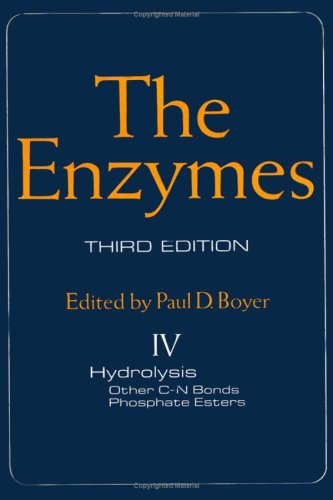 The
Enzymes
THIRD EDITION
Edited by Paul D. Boyer
IV
Hydrolysis
Other C-N Bonds
Phosphate Esters